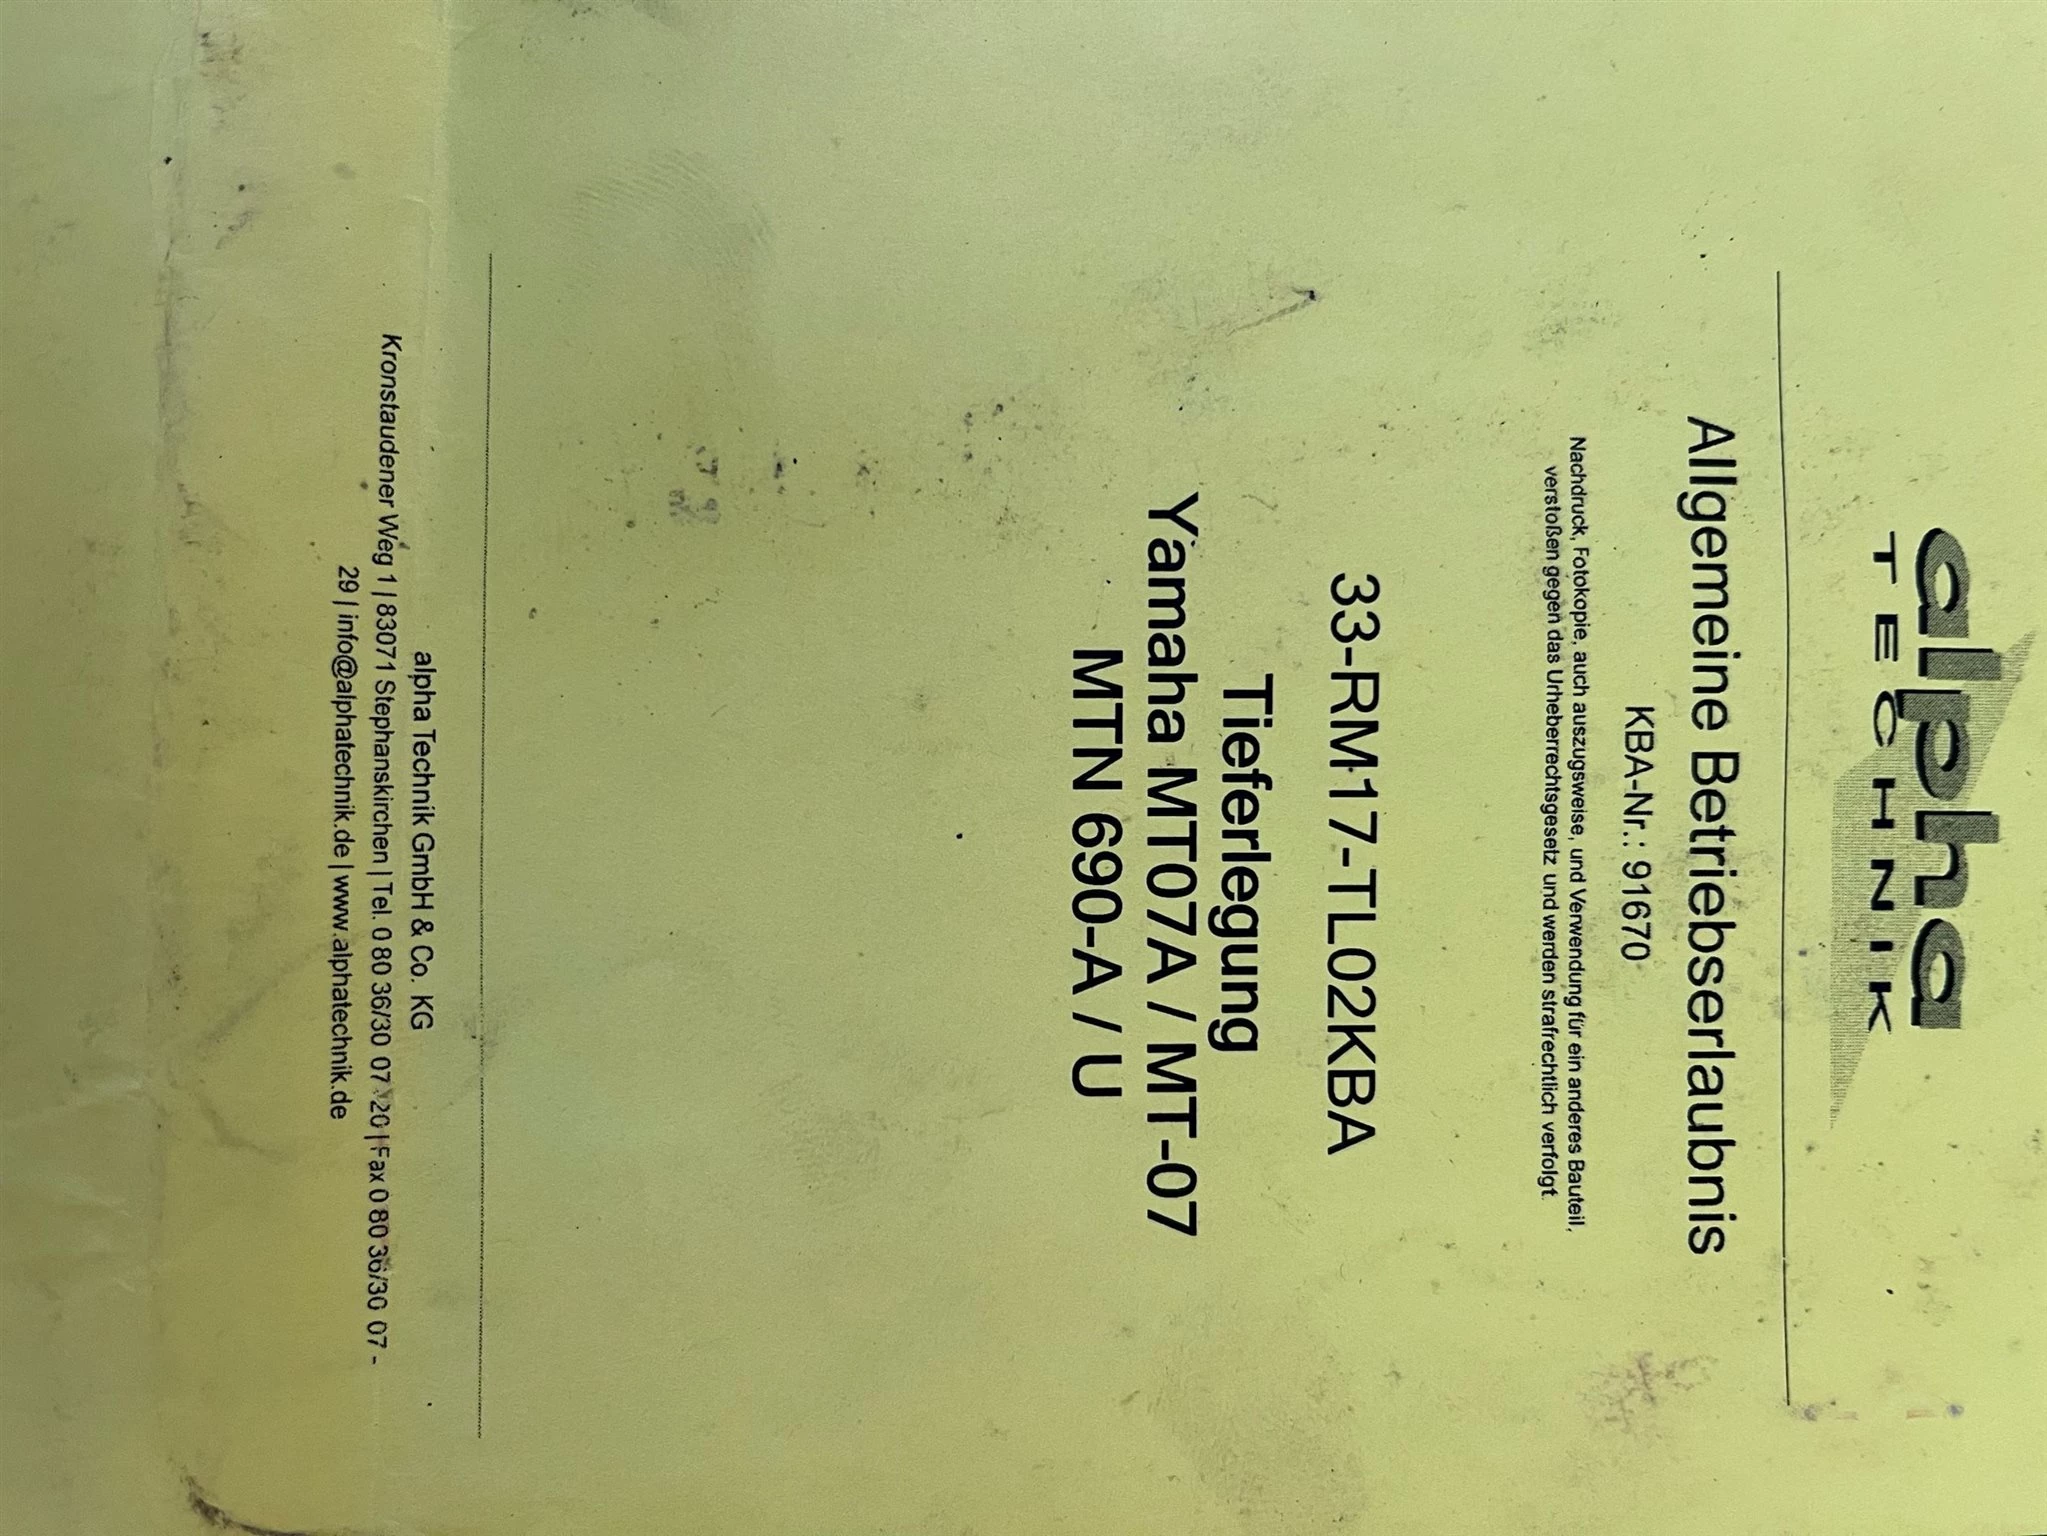 alpha
TECHNIK
Allgemeine Betriebserlaubnis
KBA-Nr.: 91670
Nachdruck, Fotokopie, auch auszugsweise, und Verwendung für ein anderes Bauteil,
verstoßen gegen das Urheberrechtsgesetz und werden strafrechtlich verfolgt.
33-RM17-TL02KBA
Tieferlegung
Yamaha MT07A / MT-07
MTN 690-A / U
alpha Technik GmbH & Co. KG
Kronstaudener Weg 1 | 83071 Stephanskirchen | Tel. 0 80 36/30 07 20 | Fax 0 80 36/30 07 -
29 | info@alphatechnik.de | www.alphatechnik.de